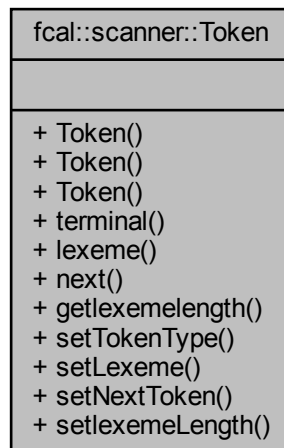 fcal::scanner::Token
+ Token()
+ Token()
+ Token()
+ terminal()
+ lexeme()
+ next()
+ getlexemelength()
+ setTokenType()
+ setLexeme()
+ setNextToken()
+ setlexemeLength()